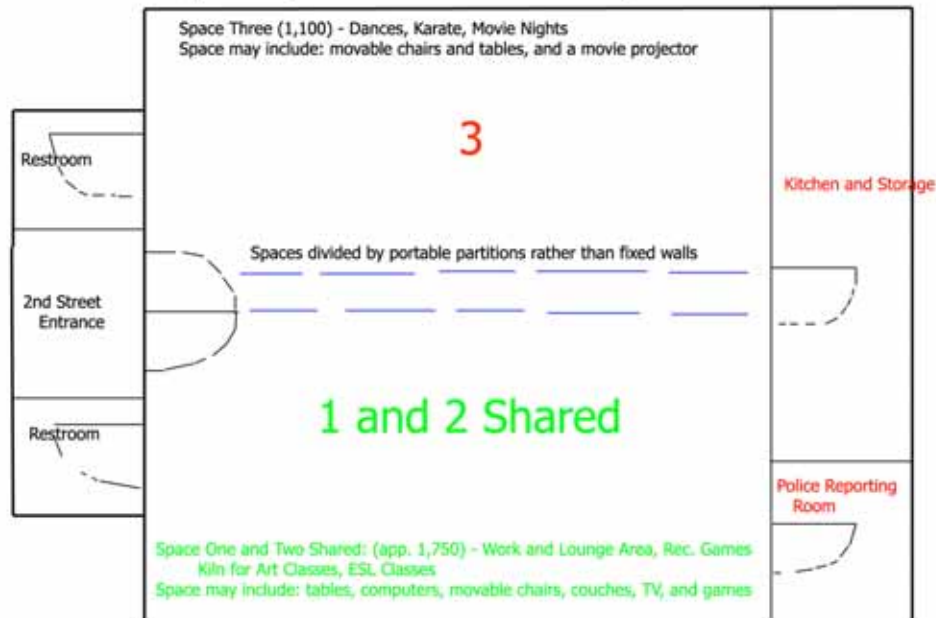 Space Three (1,100) - Dances, Karate, Movie Nights
Space may include: movable chairs and tables, and a movie projector
3
Restroom
Kitchen and Storage
Spaces divided by portable partitions rather than fixed walls
2nd Street
Entrance
1 and 2 Shared
Restroom
Police Reporting
Room
Space One and Two Shared: (app. 1,750) - Work and Lounge Area, Rec. Games
Kiln for Art Classes, ESL Classes
Space may include: tables, computers, movable chairs, couches, TV, and games